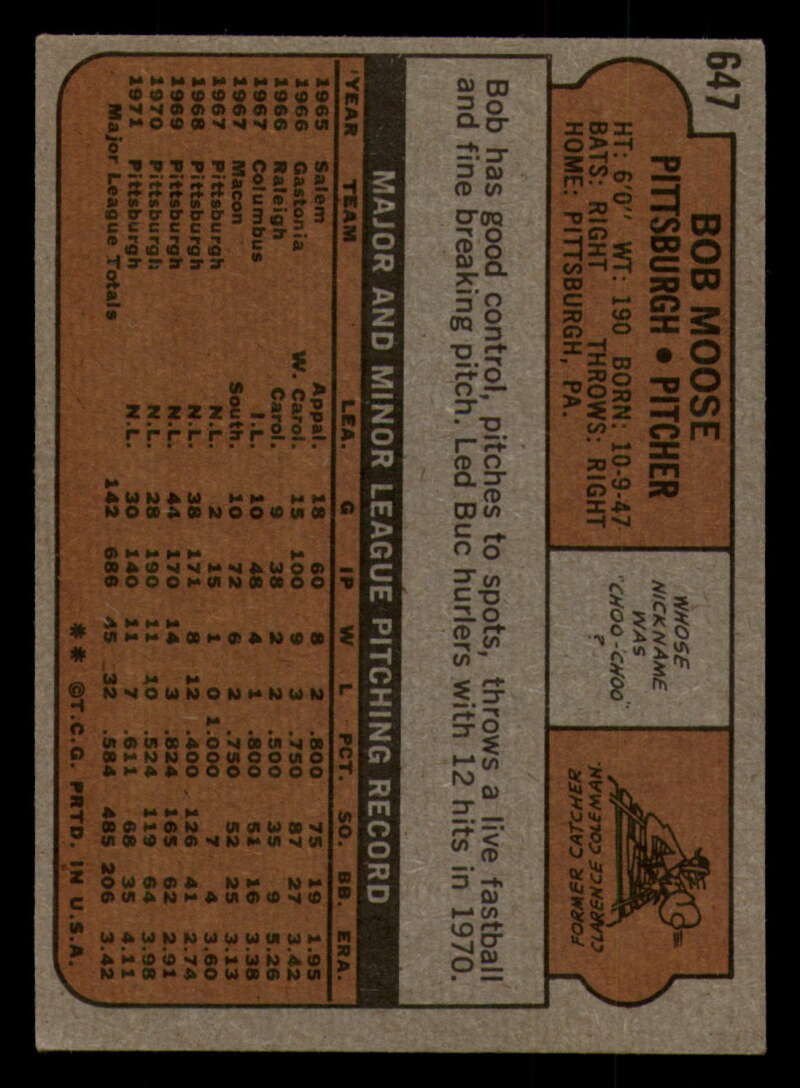 647
BOB MOOSE
PITTSBURGH • PITCHER
HT: 6'0" WT: 190 BORN: 10-9-47
BATS: RIGHT THROWS: RIGHT
HOME: PITTSBURGH, PA.
WHOSE
NICKNAME
WAS
"CHOO-CHOO"
?
FORMER CATCHER
CLARENCE COLEMAN.
Bob has good control, pitches to spots, throws a live fastball
and fine breaking pitch. Led Buc hurlers with 12 hits in 1970.
MAJOR AND MINOR LEAGUE PITCHING RECORD
YEAR TEAM LEA. G IP W L PCT. SO. BB. ERA.
1965 Salem Appal. 18 60 8 2 .800 75 19 1.95
1966 Gastonia W. Carol. 15 100 9 3 .750 87 27 3.42
1966 Raleigh Carol. 9 38 2 2 .500 35 9 5.26
1967 Columbus I.L. 10 48 4 1 .800 51 16 3.38
1967 Macon South. 10 72 6 2 .750 52 25 3.13
1967 Pittsburgh N.L. 2 15 1 0 1.000 7 4 3.60
1968 Pittsburgh N.L. 38 171 8 12 .400 126 41 2.74
1969 Pittsburgh N.L. 44 170 14 3 .824 165 62 2.91
1970 Pittsburgh N.L. 28 190 11 10 .524 119 64 3.98
1971 Pittsburgh N.L. 30 140 11 7 .611 68 35 4.11
Major League Totals 142 686 45 32 .584 485 206 3.42
** ©T.C.G. PRTD. IN U.S.A.